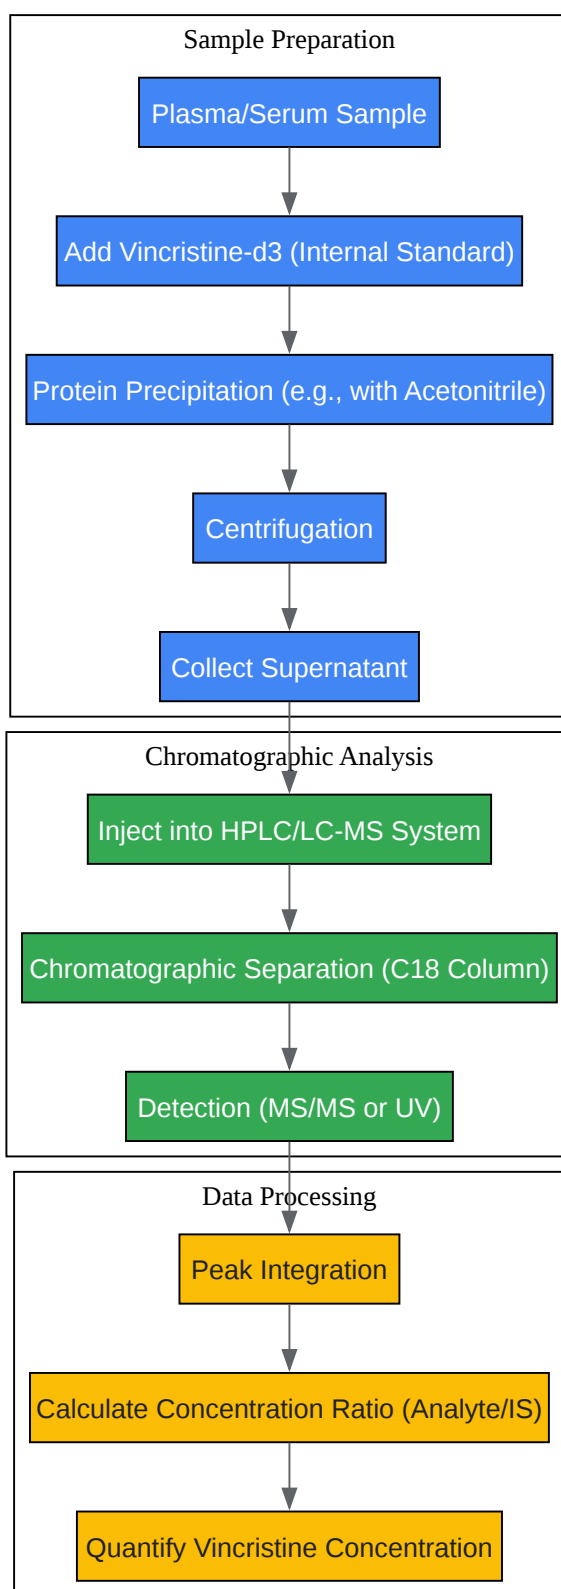 Sample Preparation
Plasma/Serum Sample
Add Vincristine-d3 (Internal Standard)
Protein Precipitation (e.g., with Acetonitrile)
Centrifugation
Collect Supernatant
Chromatographic Analysis
Inject into HPLC/LC-MS System
Chromatographic Separation (C18 Column)
Detection (MS/MS or UV)
Data Processing
Peak Integration
Calculate Concentration Ratio (Analyte/IS)
Quantify Vincristine Concentration